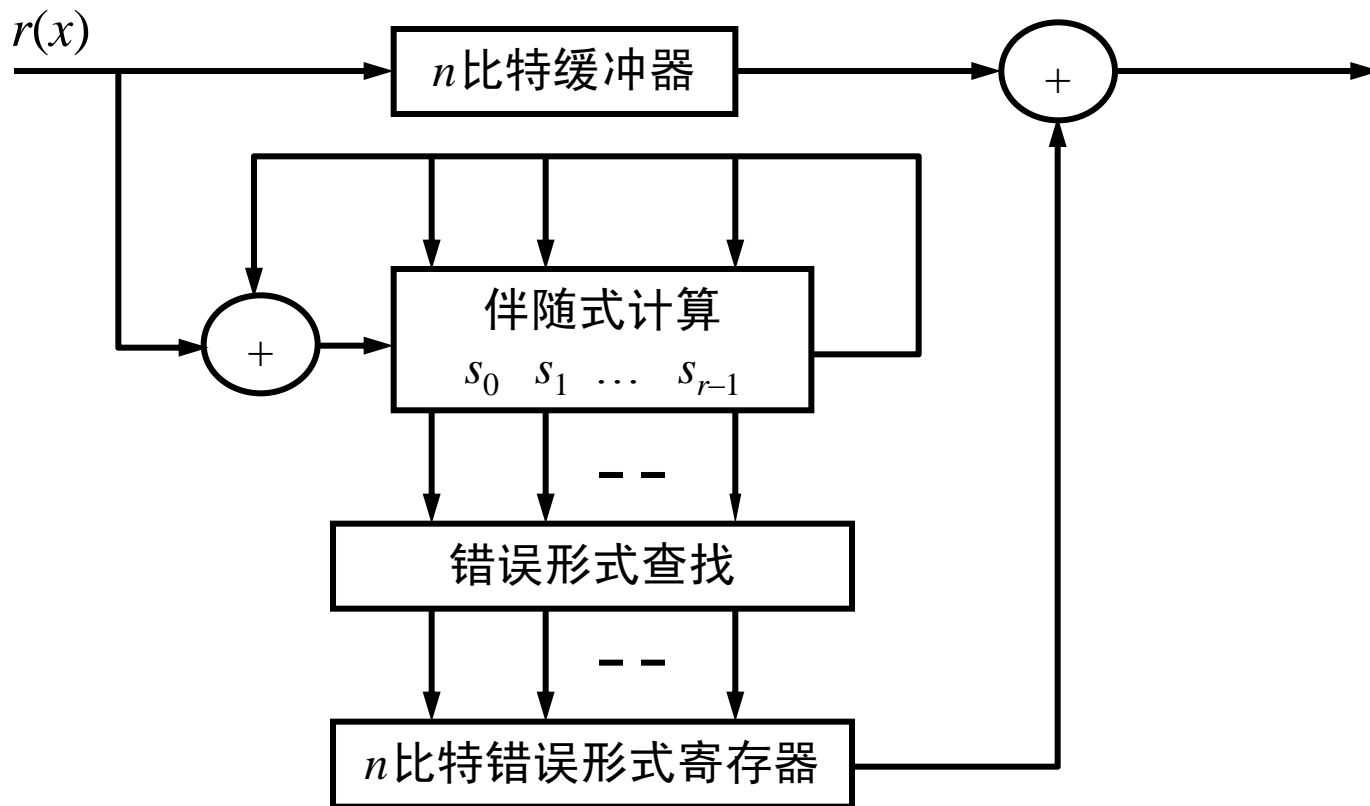 r(x)
n比特缓冲器
+
+
伴随式计算
s₀ s₁ … sᵣ₋₁
错误形式查找
n比特错误形式寄存器